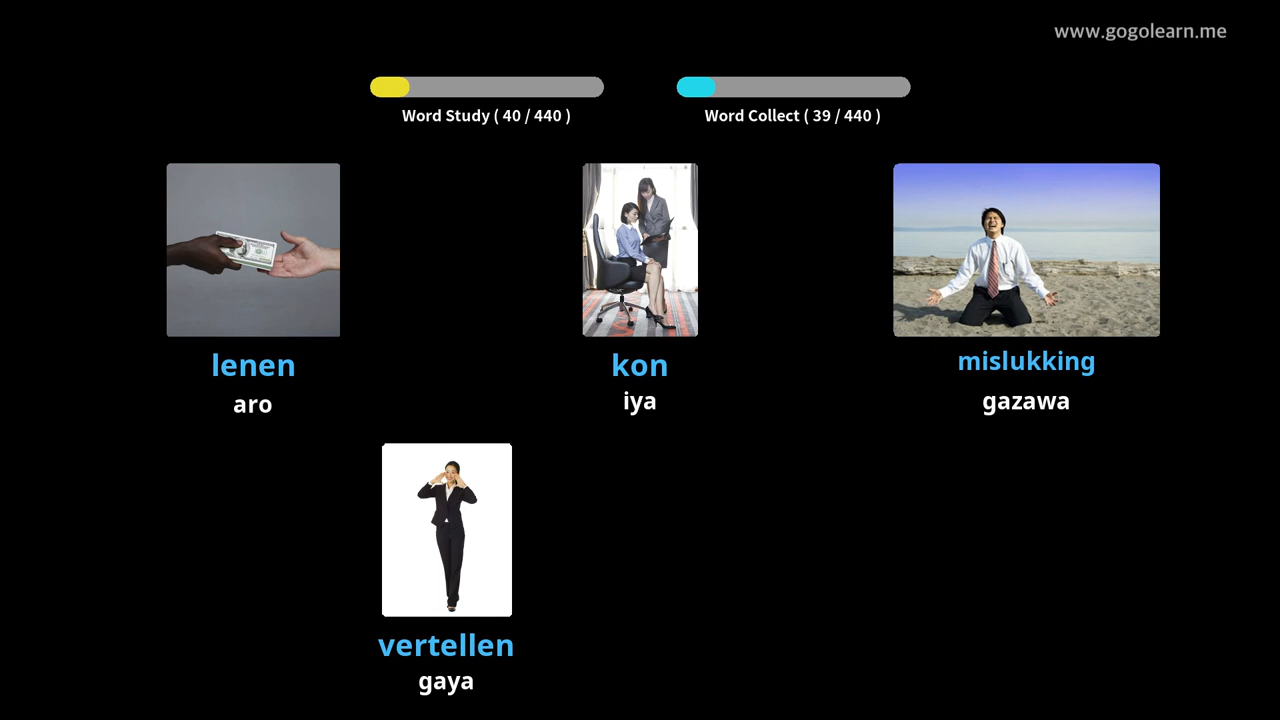 www.gogolearn.me
Word Study ( 40 / 440 )
Word Collect ( 39 / 440 )
lenen
aro
kon
iya
mislukking
gazawa
vertellen
gaya